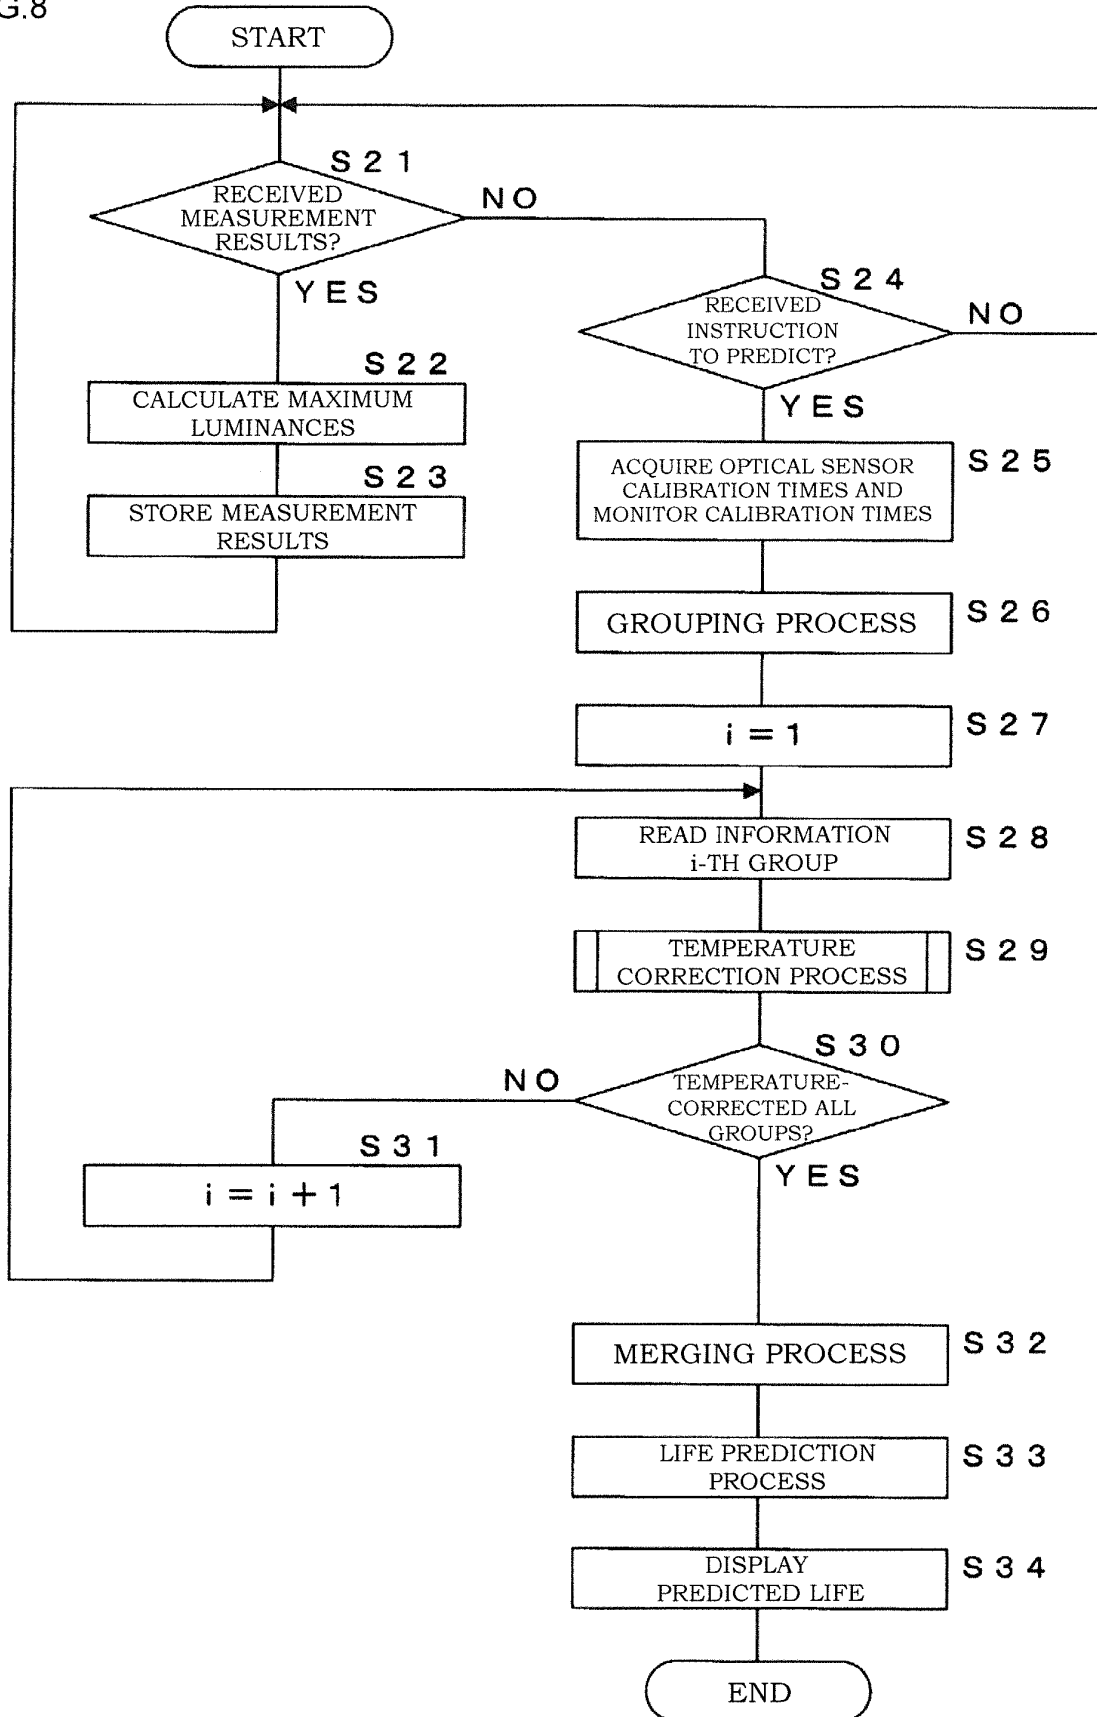 G.8
START
S21
RECEIVED
MEASUREMENT
RESULTS?
NO
YES
S22
CALCULATE MAXIMUM
LUMINANCES
S23
STORE MEASUREMENT
RESULTS
S24
RECEIVED
INSTRUCTION
TO PREDICT?
NO
YES
S25
ACQUIRE OPTICAL SENSOR
CALIBRATION TIMES AND
MONITOR CALIBRATION TIMES
S26
GROUPING PROCESS
S27
i = 1
S28
READ INFORMATION
i-TH GROUP
S29
TEMPERATURE
CORRECTION PROCESS
S30
TEMPERATURE-
CORRECTED ALL
GROUPS?
NO
S31
i = i + 1
YES
S32
MERGING PROCESS
S33
LIFE PREDICTION
PROCESS
S34
DISPLAY
PREDICTED LIFE
END